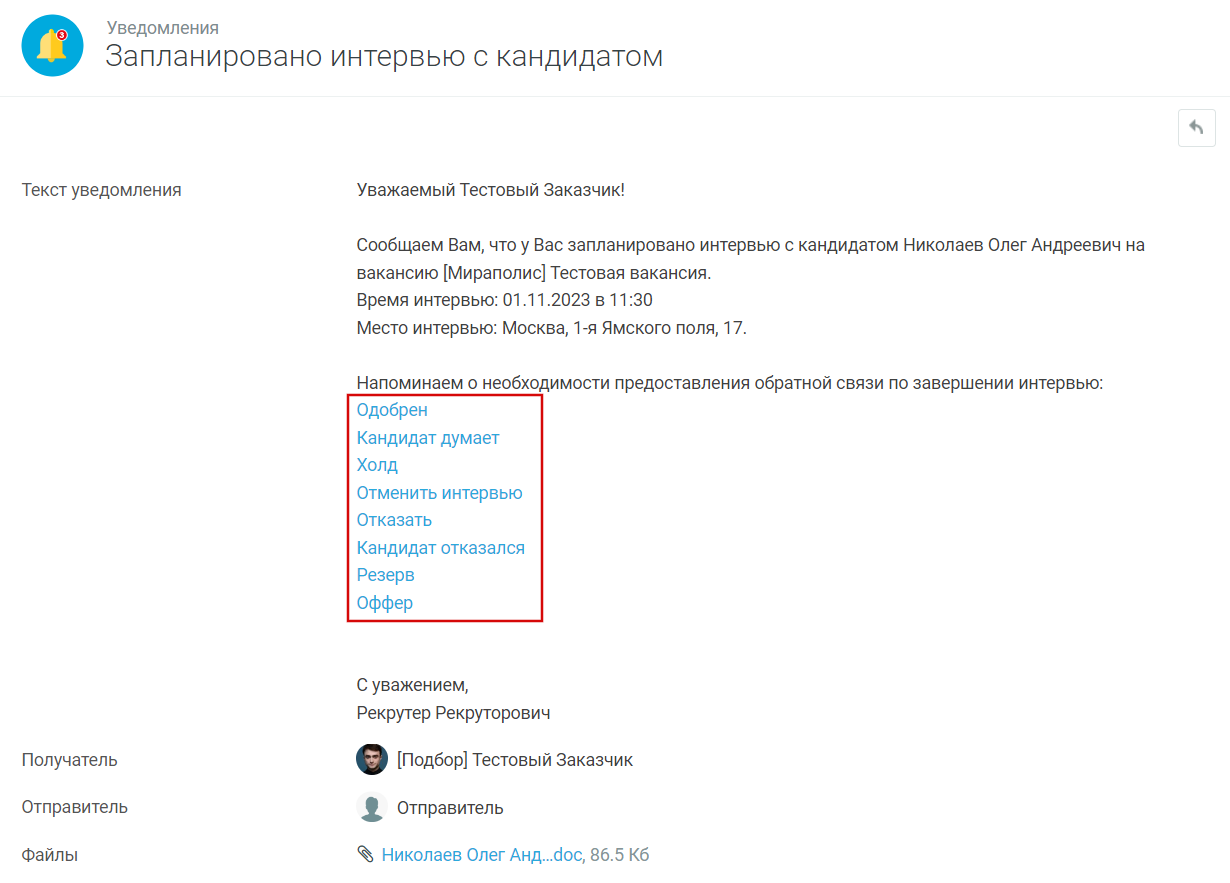 Уведомления
3
Запланировано интервью с кандидатом
Текст уведомления
Уважаемый Тестовый Заказчик!
Сообщаем Вам, что у Вас запланировано интервью с кандидатом Николаев Олег Андреевич на
вакансию [Мираполис] Тестовая вакансия.
Время интервью: 01.11.2023 в 11:30
Место интервью: Москва, 1-я Ямского поля, 17.
Напоминаем о необходимости предоставления обратной связи по завершении интервью:
Одобрен
Кандидат думает
Холд
Отменить интервью
Отказать
Кандидат отказался
Резерв
Оффер
С уважением,
Рекрутер Рекруторович
Получатель
[Подбор] Тестовый Заказчик
Отправитель
Отправитель
Файлы
Николаев Олег Анд...doc, 86.5 Кб